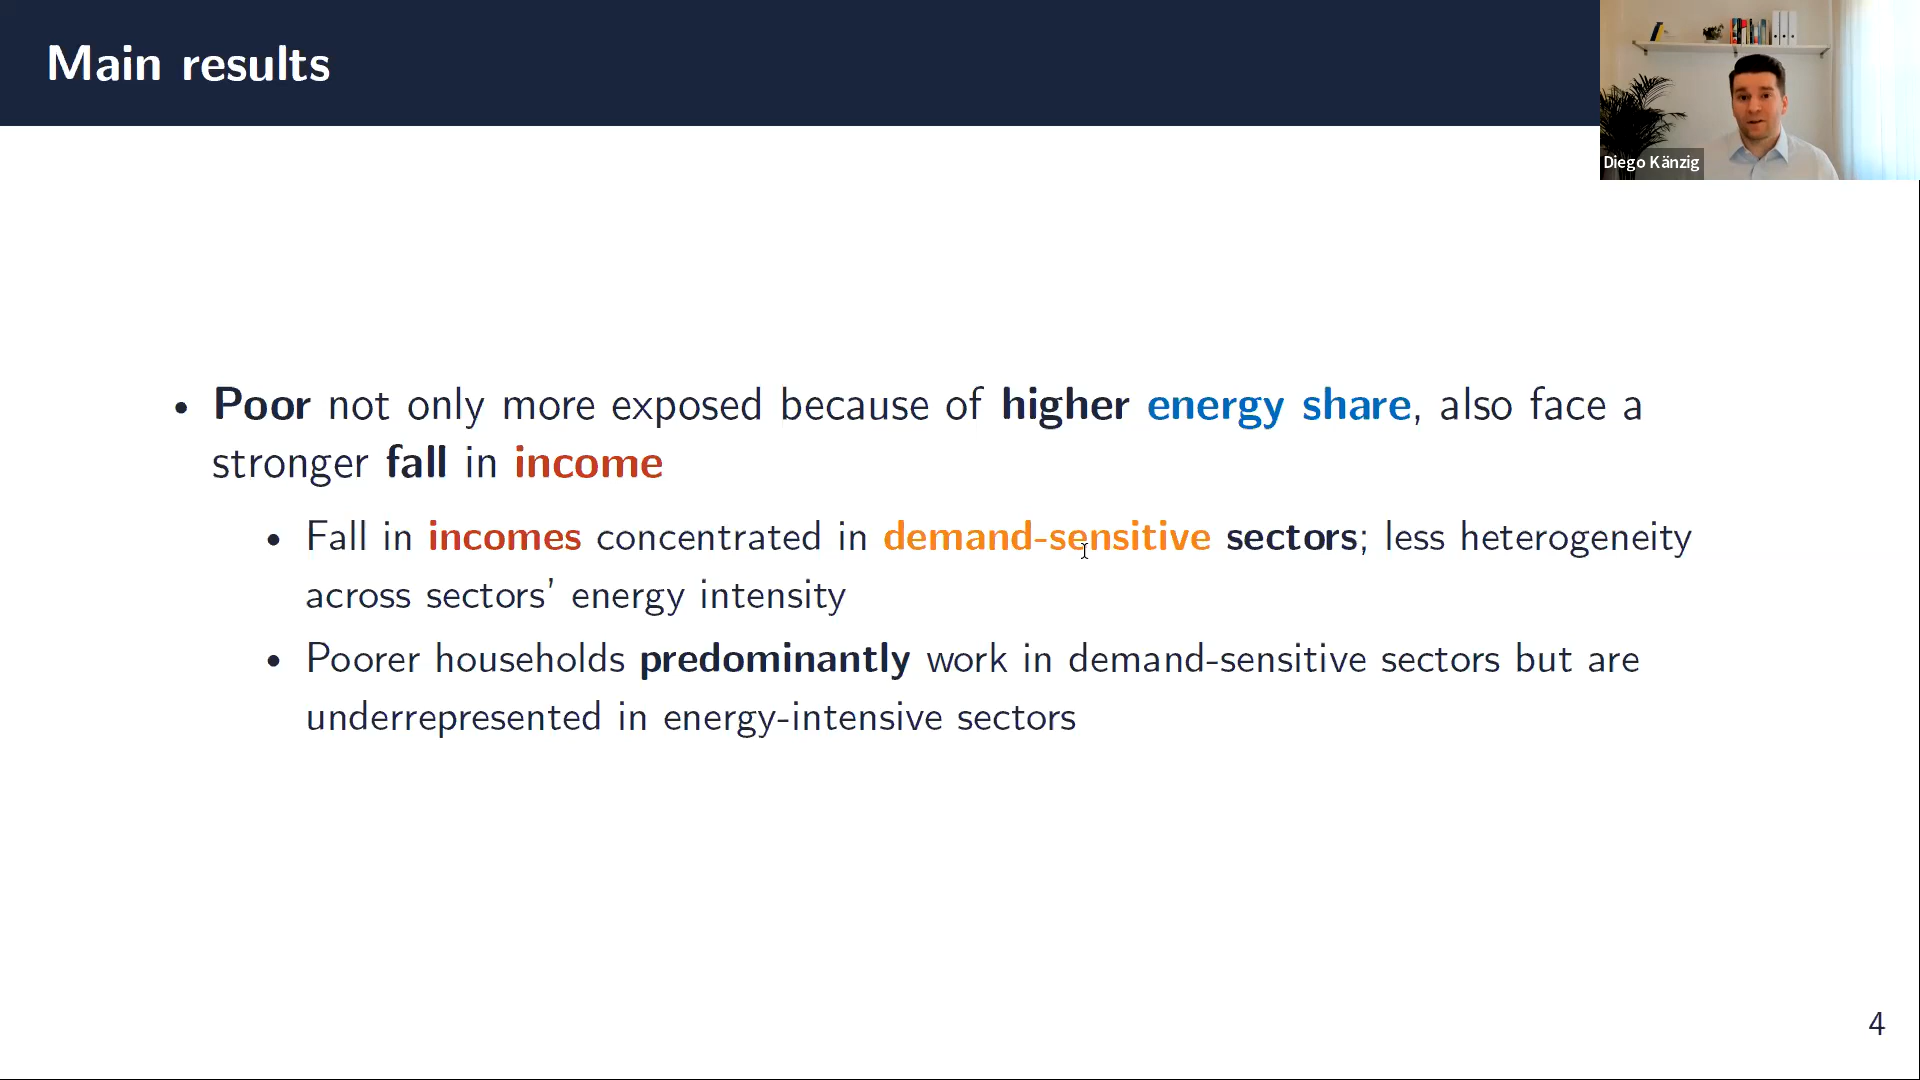 Main results
Diego Känzig
• Poor not only more exposed because of higher energy share, also face a
stronger fall in income
• Fall in incomes concentrated in demand-sensitive sectors; less heterogeneity
across sectors’ energy intensity
• Poorer households predominantly work in demand-sensitive sectors but are
underrepresented in energy-intensive sectors
4